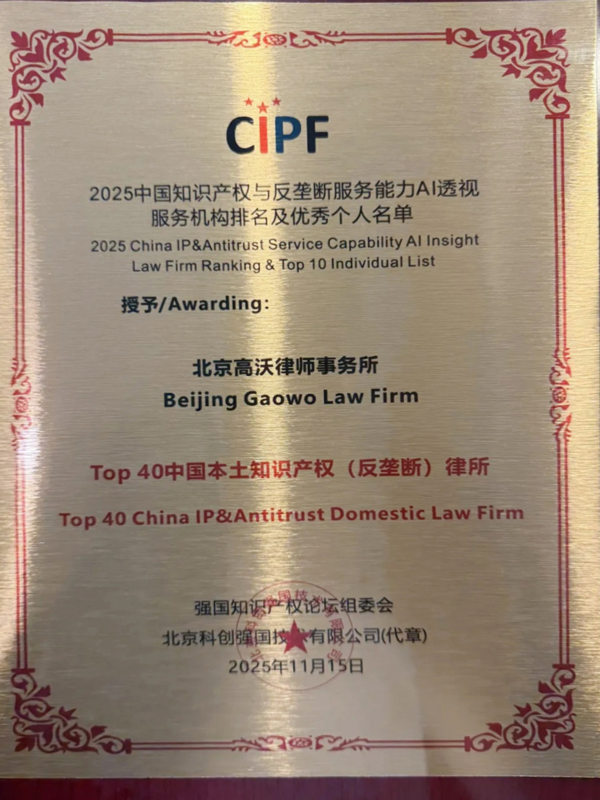 CIPF
2025中国知识产权与反垄断服务能力AI透视
服务机构排名及优秀个人名单
2025 China IP&Antitrust Service Capability AI Insight
Law Firm Ranking & Top 10 Individual List
授予/Awarding:
北京高沃律师事务所
Beijing Gaowo Law Firm
Top 40中国本土知识产权（反垄断）律所
Top 40 China IP&Antitrust Domestic Law Firm
强国知识产权论坛组委会
北京科创强国技术有限公司(代章)
2025年11月15日